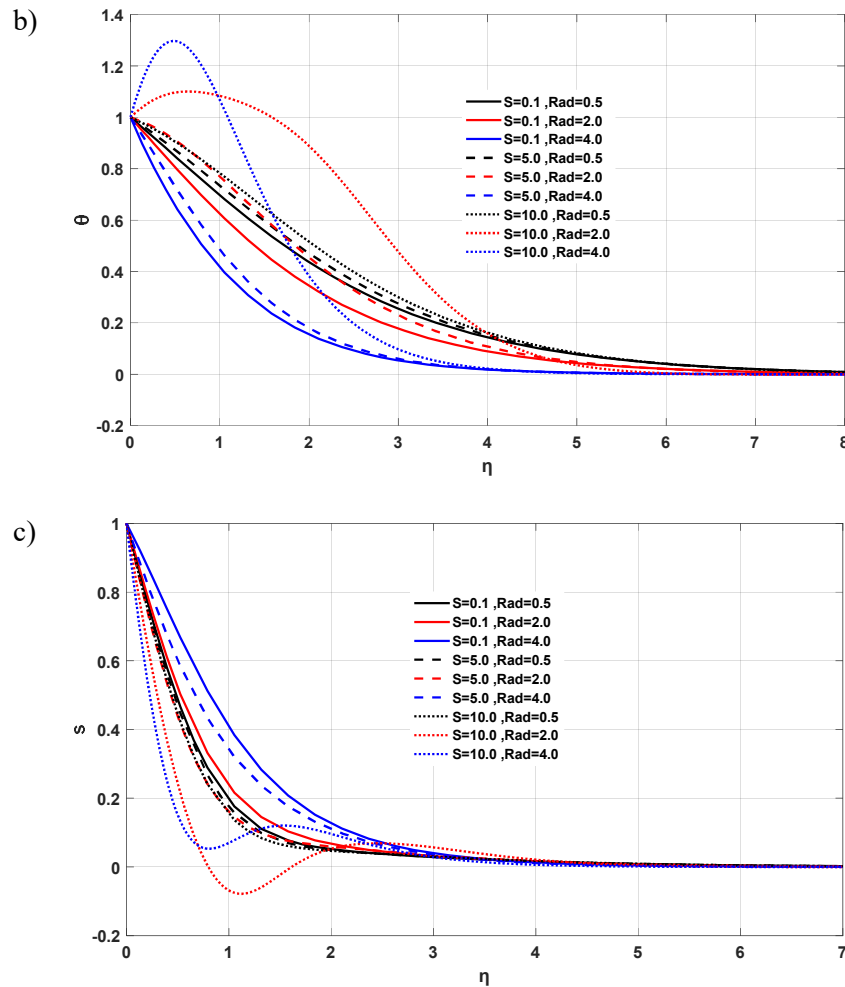 b)
1.4
1.2
1
0.8
0.6
0.4
0.2
0
-0.2
θ
S=0.1 ,Rad=0.5
S=0.1 ,Rad=2.0
S=0.1 ,Rad=4.0
S=5.0 ,Rad=0.5
S=5.0 ,Rad=2.0
S=5.0 ,Rad=4.0
S=10.0 ,Rad=0.5
S=10.0 ,Rad=2.0
S=10.0 ,Rad=4.0
0 1 2 3 4 5 6 7 8
η
c)
1
0.8
0.6
0.4
0.2
0
-0.2
s
S=0.1 ,Rad=0.5
S=0.1 ,Rad=2.0
S=0.1 ,Rad=4.0
S=5.0 ,Rad=0.5
S=5.0 ,Rad=2.0
S=5.0 ,Rad=4.0
S=10.0 ,Rad=0.5
S=10.0 ,Rad=2.0
S=10.0 ,Rad=4.0
0 1 2 3 4 5 6 7
η